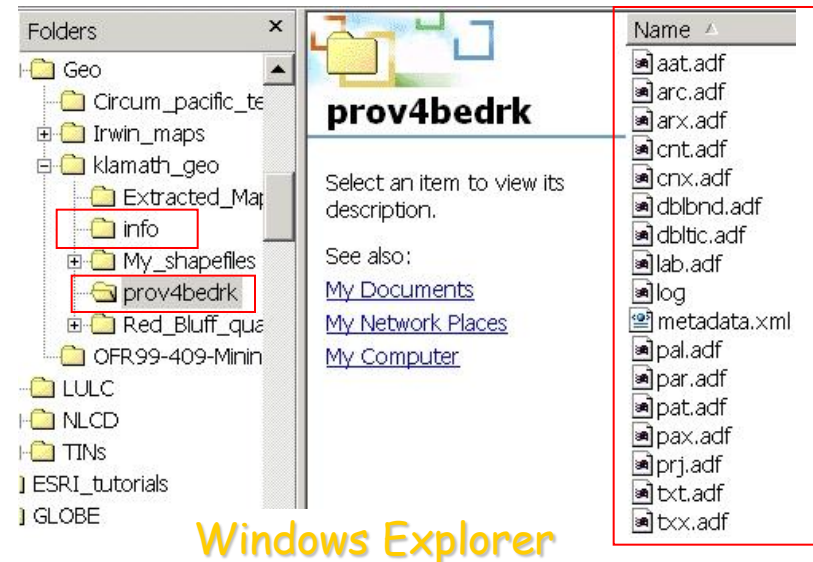 Folders ×
Geo
Circum_pacific_te
Irwin_maps
klamath_geo
Extracted_Map
info
My_shapefiles
prov4bedrk
Red_Bluff_qua
OFR99-409-Minin
LULC
NLCD
TINs
ESRI_tutorials
GLOBE
prov4bedrk
Select an item to view its
description.
See also:
My Documents
My Network Places
My Computer
Name
aat.adf
arc.adf
arx.adf
cnt.adf
cnx.adf
dblbnd.adf
dbltic.adf
lab.adf
log
metadata.xml
pal.adf
par.adf
pat.adf
pax.adf
prj.adf
txt.adf
txx.adf
Windows Explorer